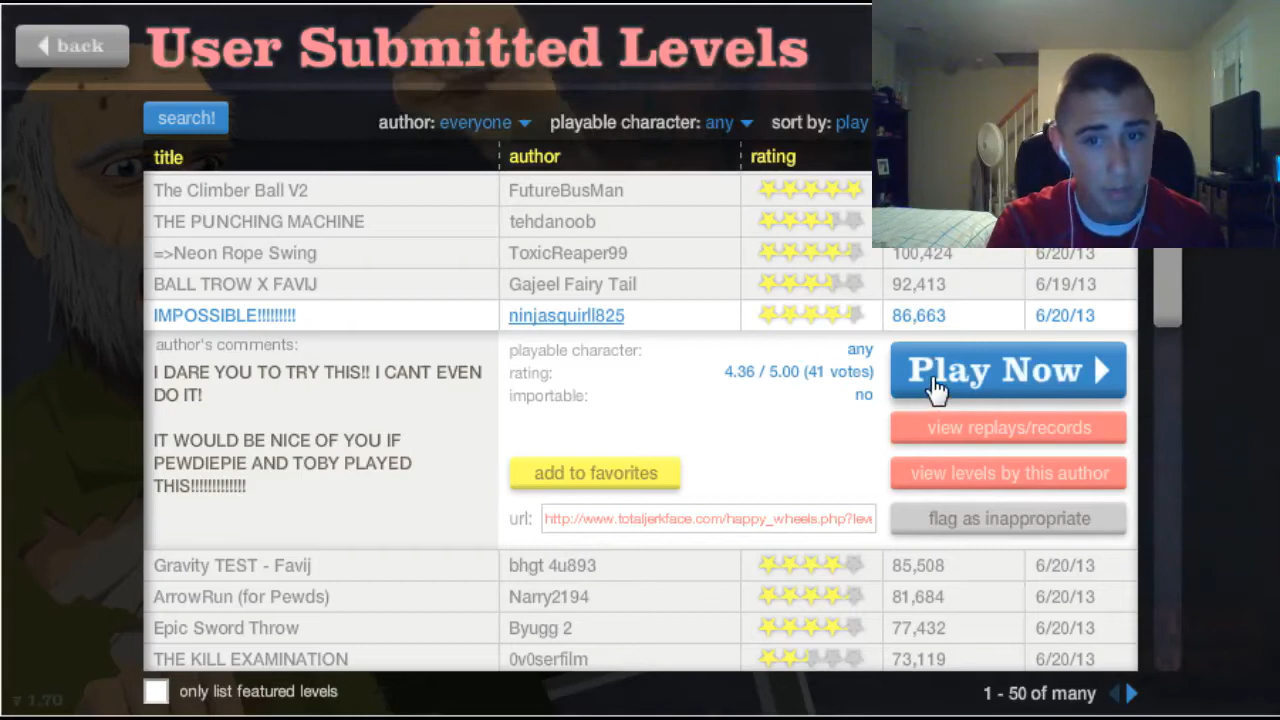 back
User Submitted Levels
search!
author: everyone playable character: any sort by: play
title author rating
The Climber Ball V2 FutureBusMan
THE PUNCHING MACHINE tehdanoob
=>Neon Rope Swing ToxicReaper99 100,424 6/20/13
BALL TROW X FAVIJ Gajeel Fairy Tail 92,413 6/19/13
IMPOSSIBLE!!!!!!!!! ninjasquirll825 86,663 6/20/13
author's comments:
I DARE YOU TO TRY THIS!! I CANT EVEN
DO IT!
IT WOULD BE NICE OF YOU IF
PEWDIEPIE AND TOBY PLAYED
THIS!!!!!!!!!!!!!
playable character: any
rating: 4.36 / 5.00 (41 votes)
importable: no
add to favorites
url: http://www.totaljerkface.com/happy_wheels.php?leve
Play Now
view replays/records
view levels by this author
flag as inappropriate
Gravity TEST - Favij bhgt 4u893 85,508 6/20/13
ArrowRun (for Pewds) Narry2194 81,684 6/20/13
Epic Sword Throw Byugg 2 77,432 6/20/13
THE KILL EXAMINATION 0v0serfilm 73,119 6/20/13
only list featured levels 1 - 50 of many
v 1.70